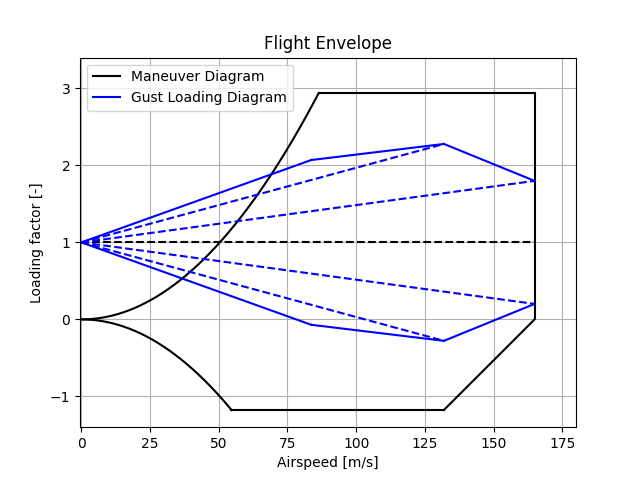 Flight Envelope
Maneuver Diagram
Gust Loading Diagram
Loading factor [-]
3
2
1
0
−1
0 25 50 75 100 125 150 175
Airspeed [m/s]